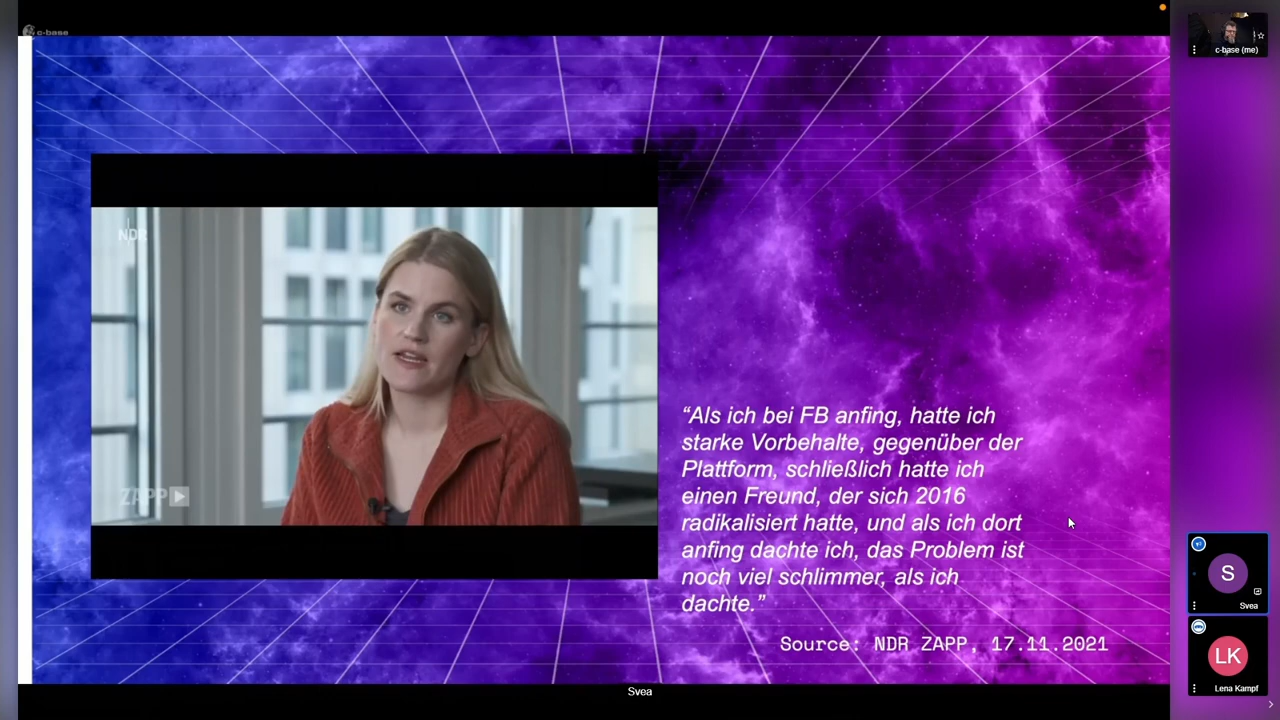 c-base
c-base (me)
NDR
ZAPP
“Als ich bei FB anfing, hatte ich
starke Vorbehalte, gegenüber der
Plattform, schließlich hatte ich
einen Freund, der sich 2016
radikalisiert hatte, und als ich dort
anfing dachte ich, das Problem ist
noch viel schlimmer, als ich
dachte.”
Source: NDR ZAPP, 17.11.2021
S
Svea
LK
Lena Kampf
Svea